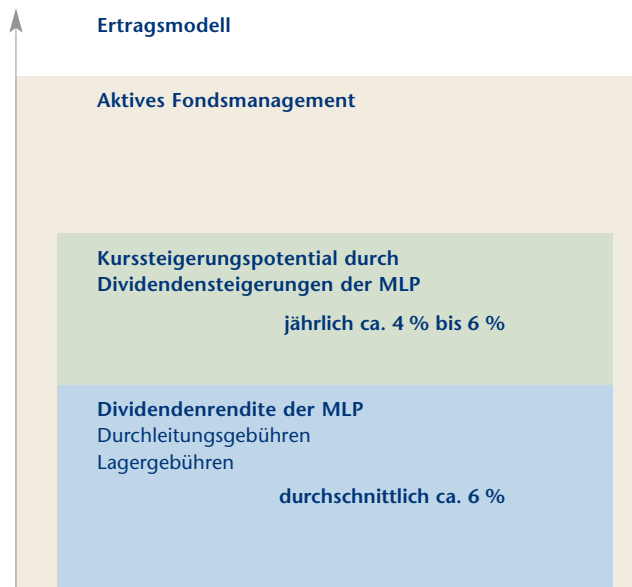 Ertragsmodell
Aktives Fondsmanagement
Kurssteigerungspotential durch
Dividendensteigerungen der MLP
jährlich ca. 4 % bis 6 %
Dividendenrendite der MLP
Durchleitungsgebühren
Lagergebühren
durchschnittlich ca. 6 %